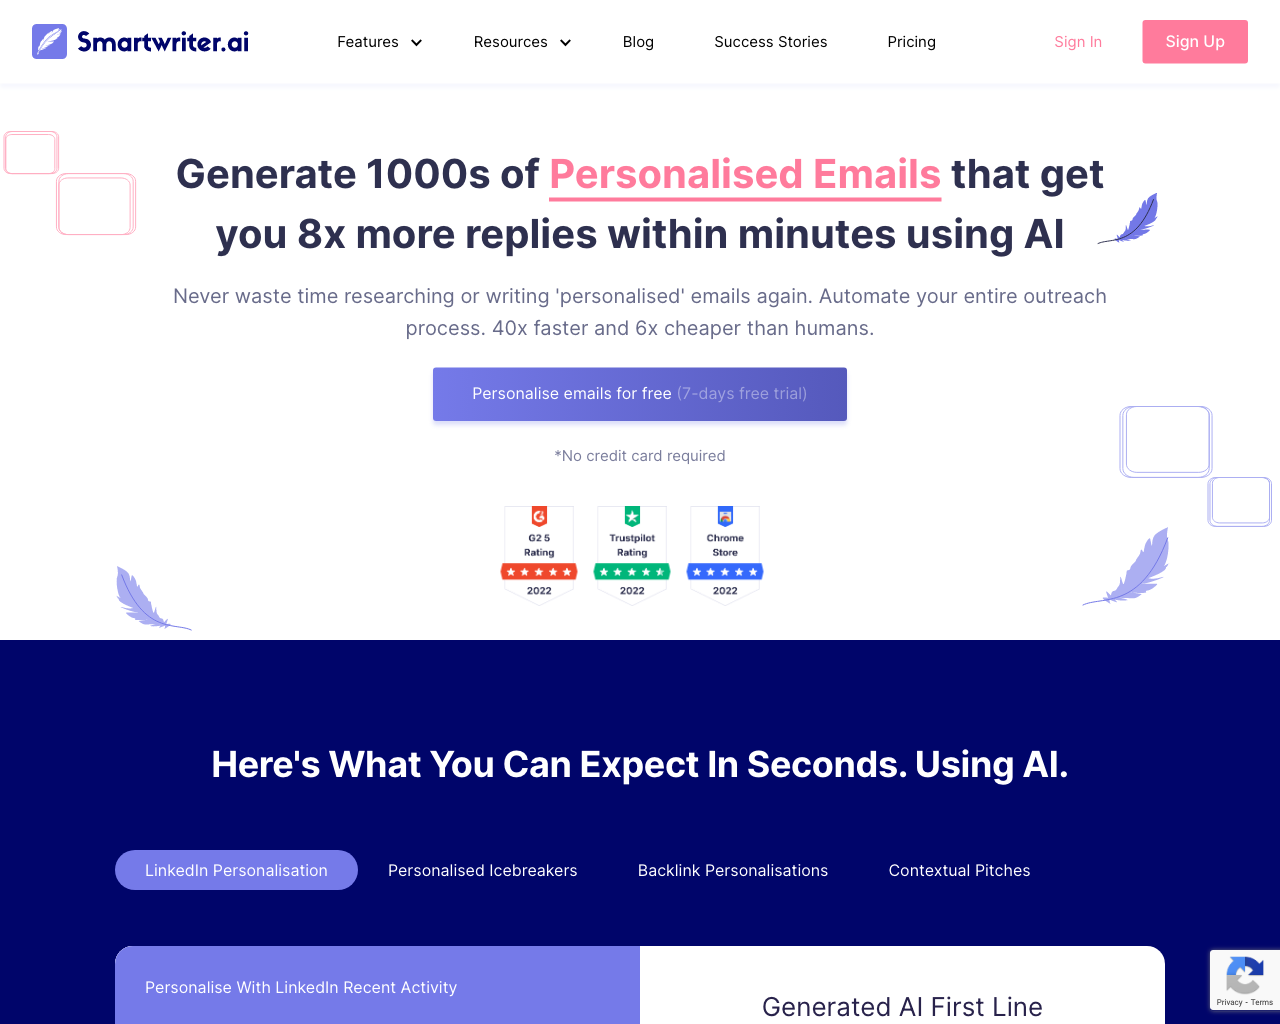 Smartwriter.ai
Features
Resources
Blog
Success Stories
Pricing
Sign In
Sign Up
Generate 1000s of Personalised Emails that get
you 8x more replies within minutes using AI
Never waste time researching or writing 'personalised' emails again. Automate your entire outreach
process. 40x faster and 6x cheaper than humans.
Personalise emails for free (7-days free trial)
*No credit card required
G2 5
Rating
2022
Trustpilot
Rating
2022
Chrome
Store
2022
Here's What You Can Expect In Seconds. Using AI.
LinkedIn Personalisation
Personalised Icebreakers
Backlink Personalisations
Contextual Pitches
Personalise With LinkedIn Recent Activity
Generated AI First Line
Privacy - Terms